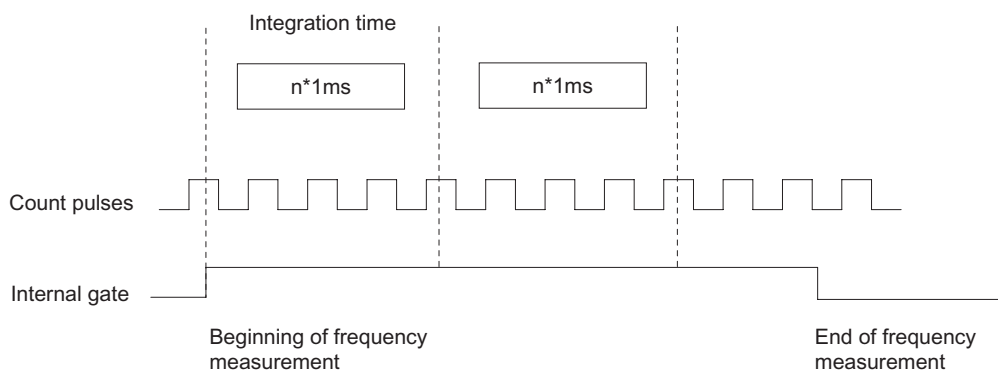 Integration time
n*1ms
n*1ms
Count pulses
Internal gate
Beginning of frequency
measurement
End of frequency
measurement